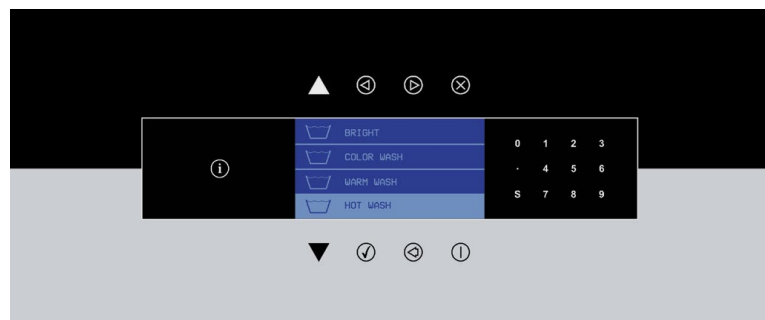 BRIGHT
COLOR WASH
WARM WASH
HOT WASH
i
0 1 2 3
· 4 5 6
S 7 8 9